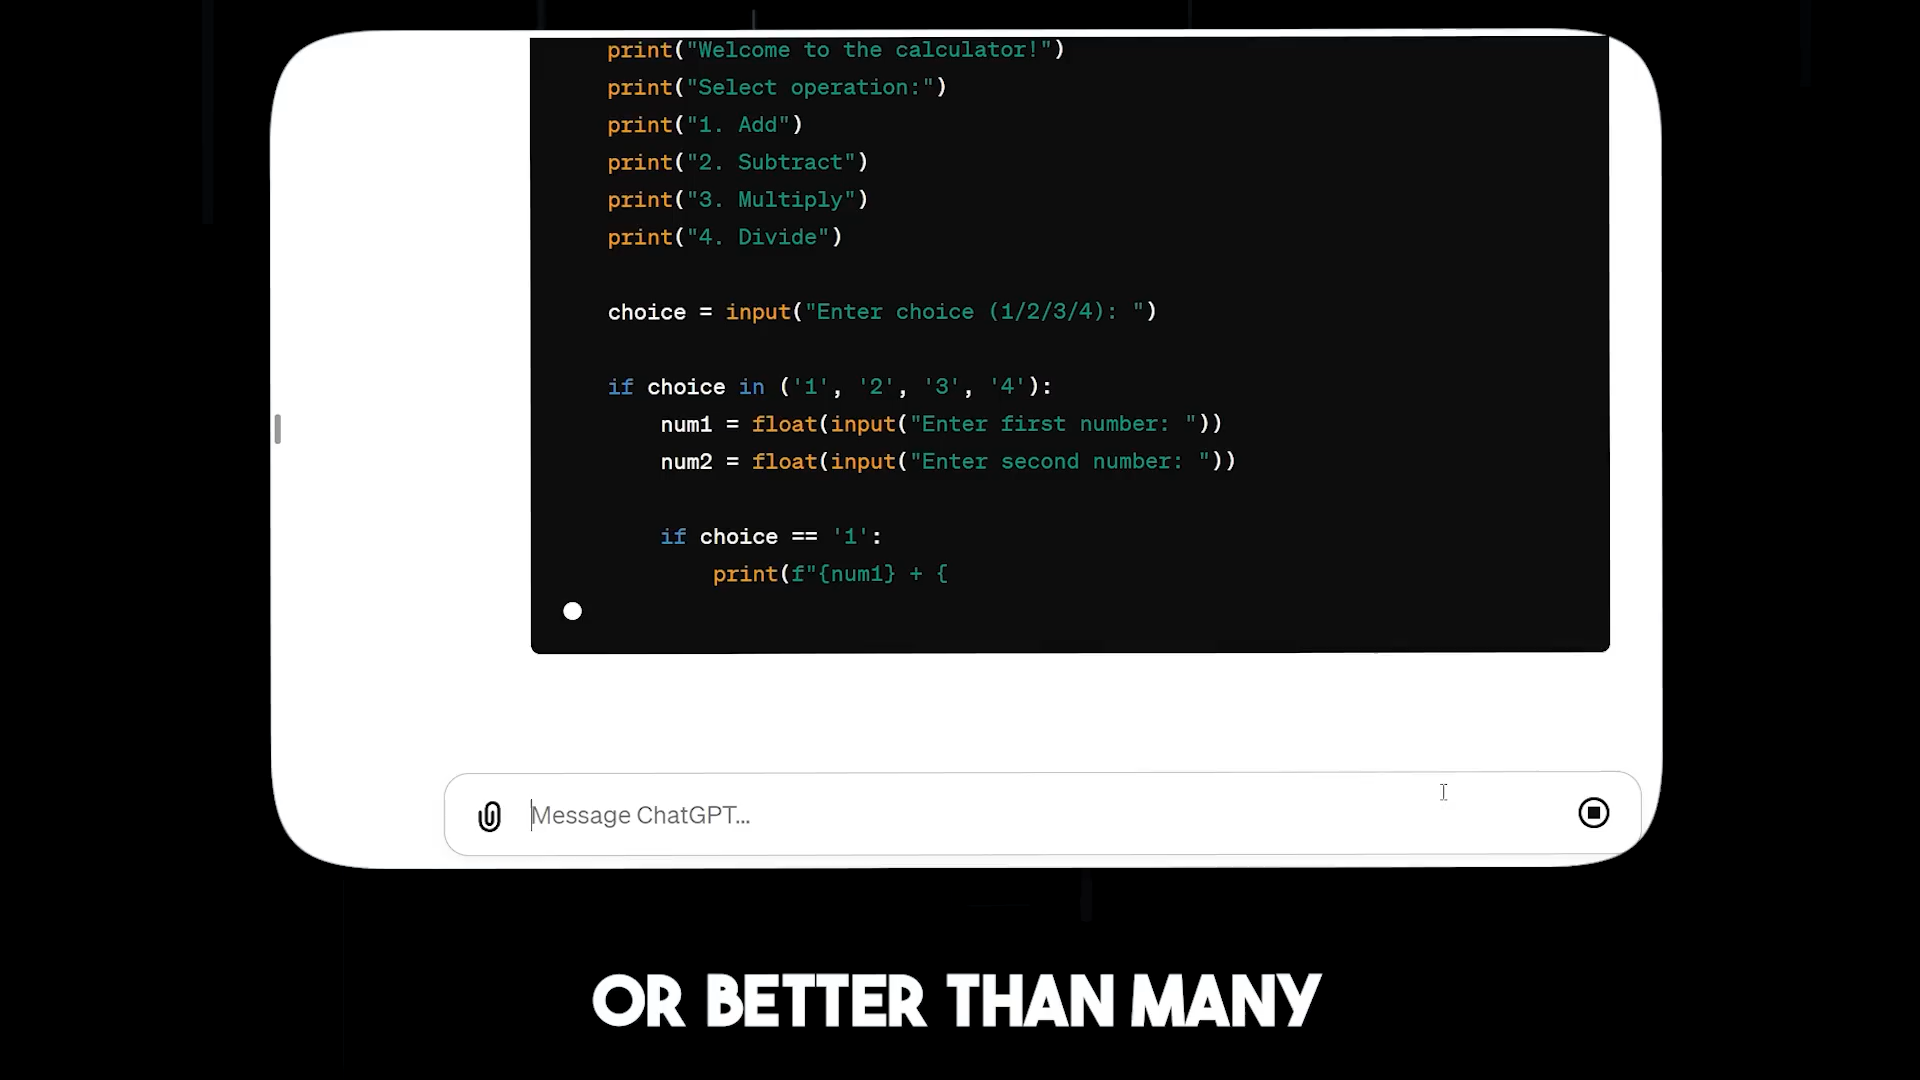 print("Welcome to the calculator!")
print("Select operation:")
print("1. Add")
print("2. Subtract")
print("3. Multiply")
print("4. Divide")
choice = input("Enter choice (1/2/3/4): ")
if choice in ('1', '2', '3', '4'):
num1 = float(input("Enter first number: "))
num2 = float(input("Enter second number: "))
if choice == '1':
print(f"{num1} + {
Message ChatGPT...
OR BETTER THAN MANY